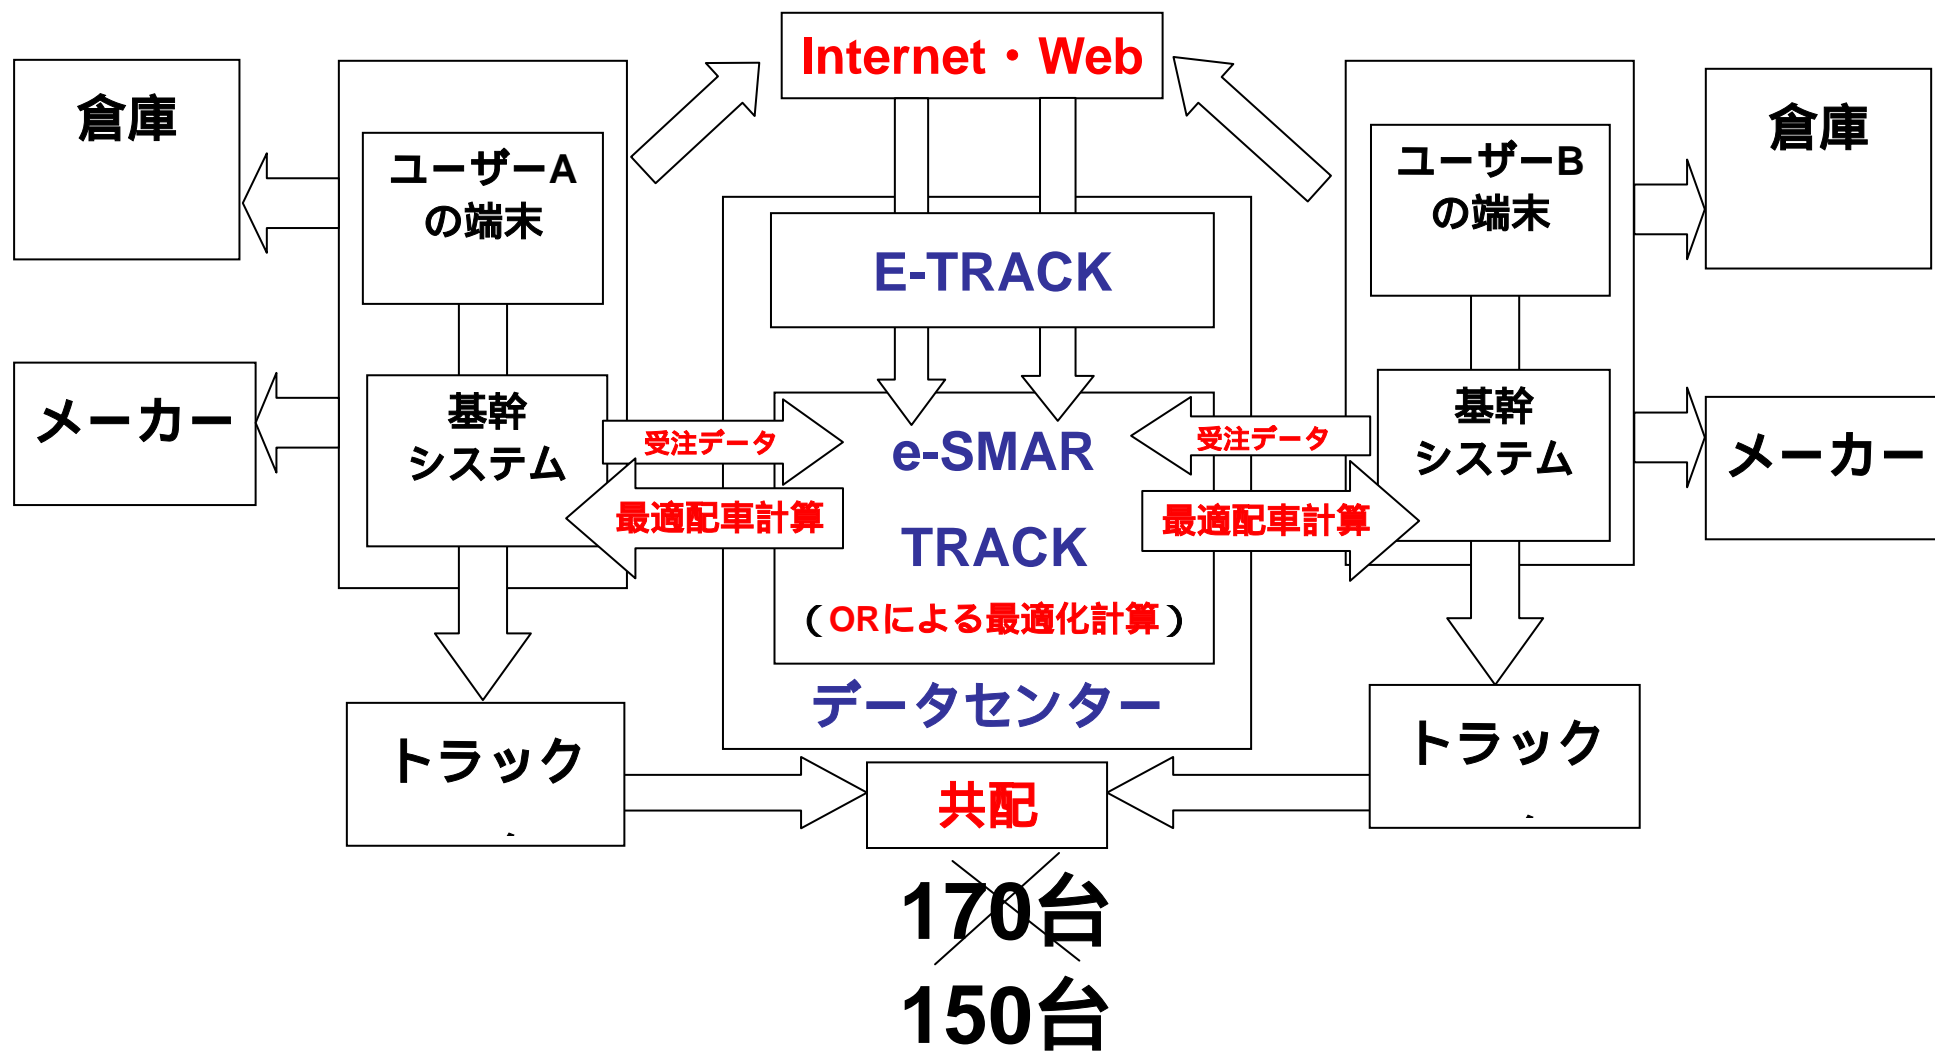 Internet・Web
倉庫
ユーザーA
の端末
ユーザーB
の端末
倉庫
E-TRACK
メーカー
基幹
システム
受注データ
最適配車計算
e-SMAR
TRACK
（ORによる最適化計算）
受注データ
最適配車計算
基幹
システム
メーカー
データセンター
トラック
共配
トラック
170台
150台